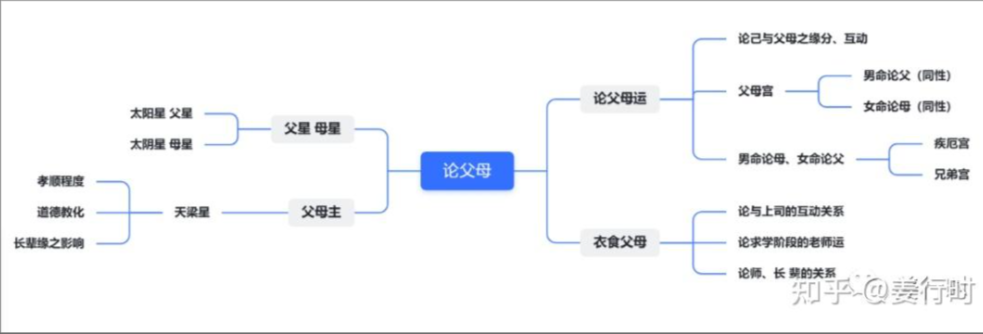 论父母
父星 母星
太阳星 父星
太阴星 母星
父母主
天梁星
孝顺程度
道德教化
长辈缘之影响
论父母运
论己与父母之缘分、互动
父母宫
男命论父（同性）
女命论母（同性）
男命论母、女命论父
疾厄宫
兄弟宫
衣食父母
论与上司的互动关系
论求学阶段的老师运
论师、长 的关系
知乎 @姜行时